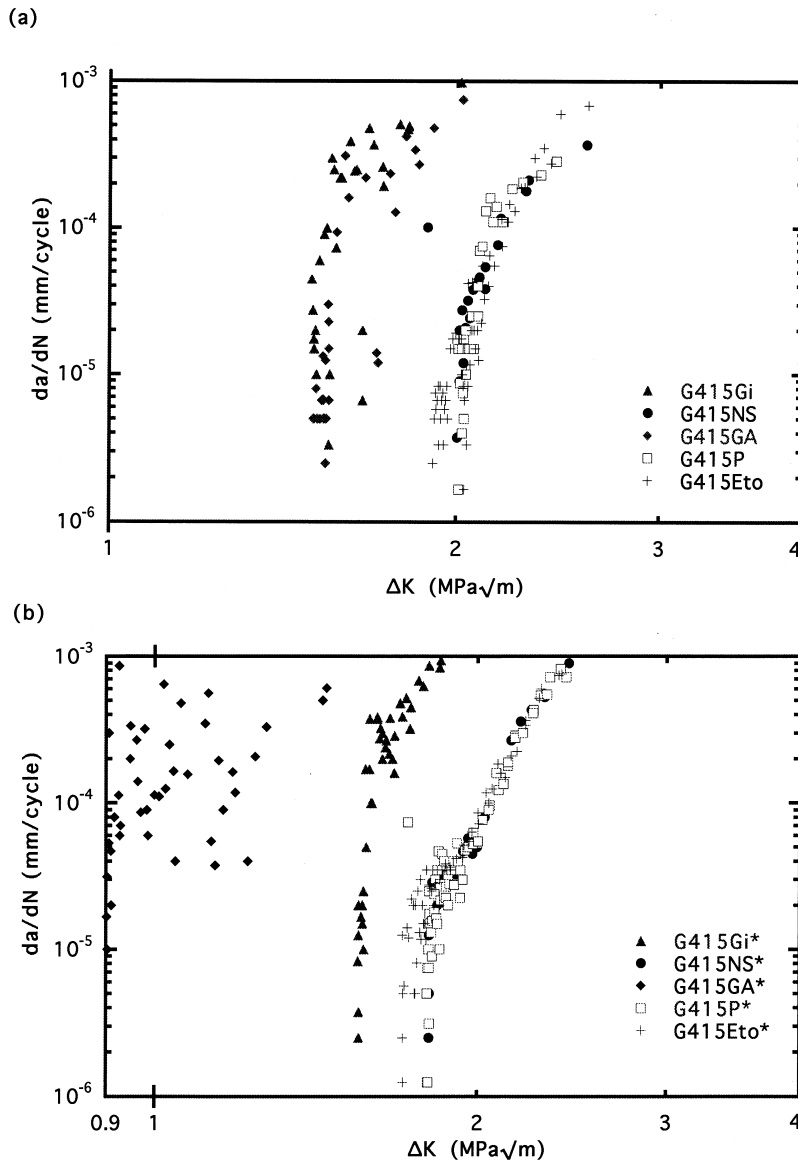 (a)
10-3
10-4
10-5
10-6
da/dN (mm/cycle)
G415Gi
G415NS
G415GA
G415P
G415Eto
1
2
3
4
ΔK (MPa√m)
(b)
10-3
10-4
10-5
10-6
da/dN (mm/cycle)
G415Gi*
G415NS*
G415GA*
G415P*
G415Eto*
0.9
1
2
3
4
ΔK (MPa√m)